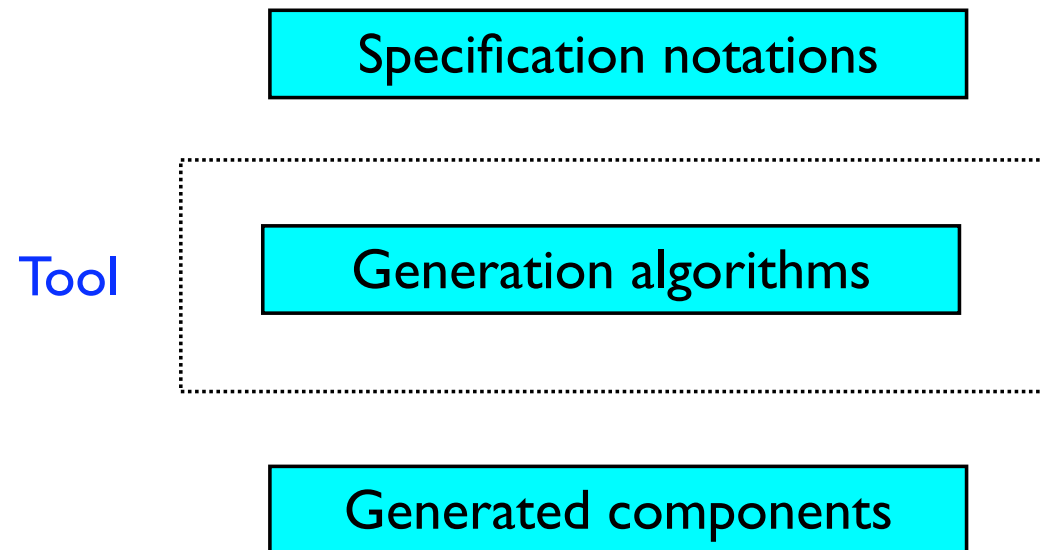 Specification notations
Tool
Generation algorithms
Generated components